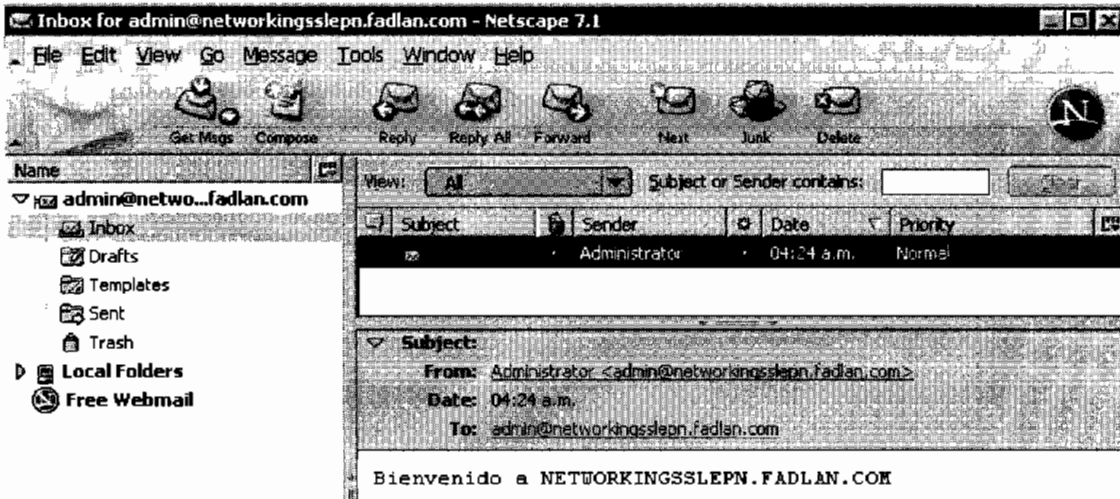 Inbox for admin@networkingsslepn.fadlan.com - Netscape 7.1
File Edit View Go Message Tools Window Help
Get Msgs Compose Reply Reply All Forward Next Junk Delete
N
Name
View: All Subject or Sender contains: Clear
admin@netwo...fadlan.com
Subject Sender Date Priority
Inbox
Administrator 04:24 a.m. Normal
Drafts
Templates
Sent
Trash
Local Folders
Free Webmail
Subject:
From: Administrator <admin@networkingsslepn.fadlan.com>
Date: 04:24 a.m.
To: admin@networkingsslepn.fadlan.com
Bienvenido a NETWORKINGSSLEPN.FADLAN.COM